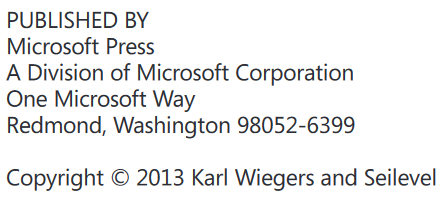 PUBLISHED BY
Microsoft Press
A Division of Microsoft Corporation
One Microsoft Way
Redmond, Washington 98052-6399
Copyright © 2013 Karl Wiegers and Seilevel